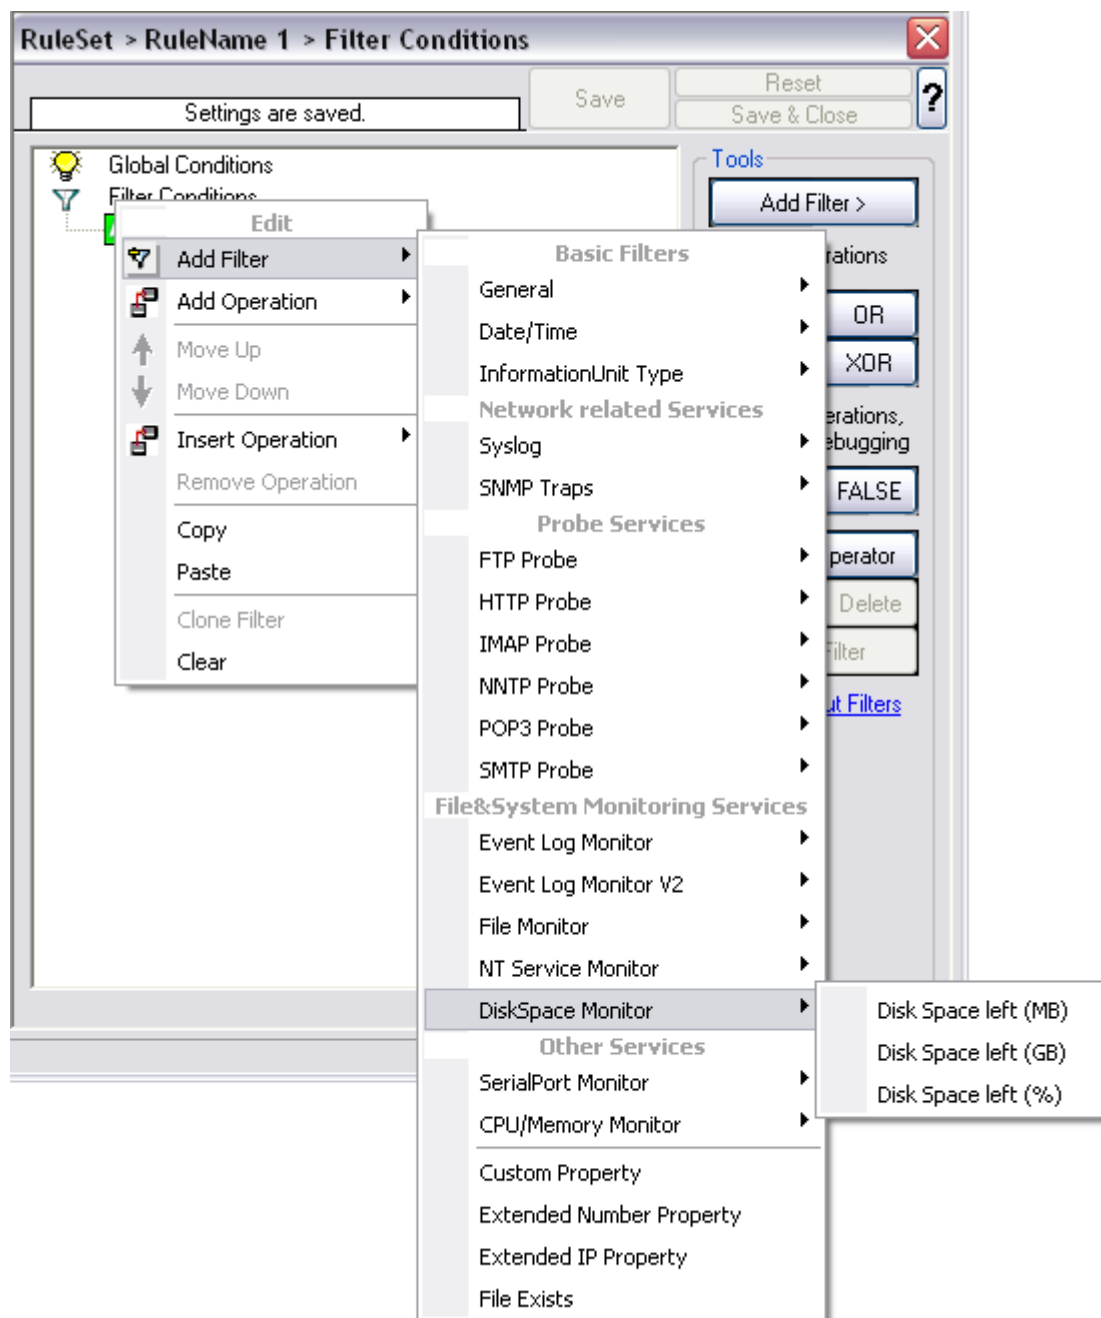 RuleSet > RuleName 1 > Filter Conditions
Settings are saved.
Save
Reset
Save & Close
?
Global Conditions
Filter Conditions
Tools
Add Filter >
OR
XOR
FALSE
Delete
Filters
Edit
Add Filter
Add Operation
Move Up
Move Down
Insert Operation
Remove Operation
Copy
Paste
Clone Filter
Clear
Basic Filters
General
Date/Time
InformationUnit Type
Network related Services
Syslog
SNMP Traps
Probe Services
FTP Probe
HTTP Probe
IMAP Probe
NNTP Probe
POP3 Probe
SMTP Probe
File&System Monitoring Services
Event Log Monitor
Event Log Monitor V2
File Monitor
NT Service Monitor
DiskSpace Monitor
Other Services
SerialPort Monitor
CPU/Memory Monitor
Custom Property
Extended Number Property
Extended IP Property
File Exists
Disk Space left (MB)
Disk Space left (GB)
Disk Space left (%)